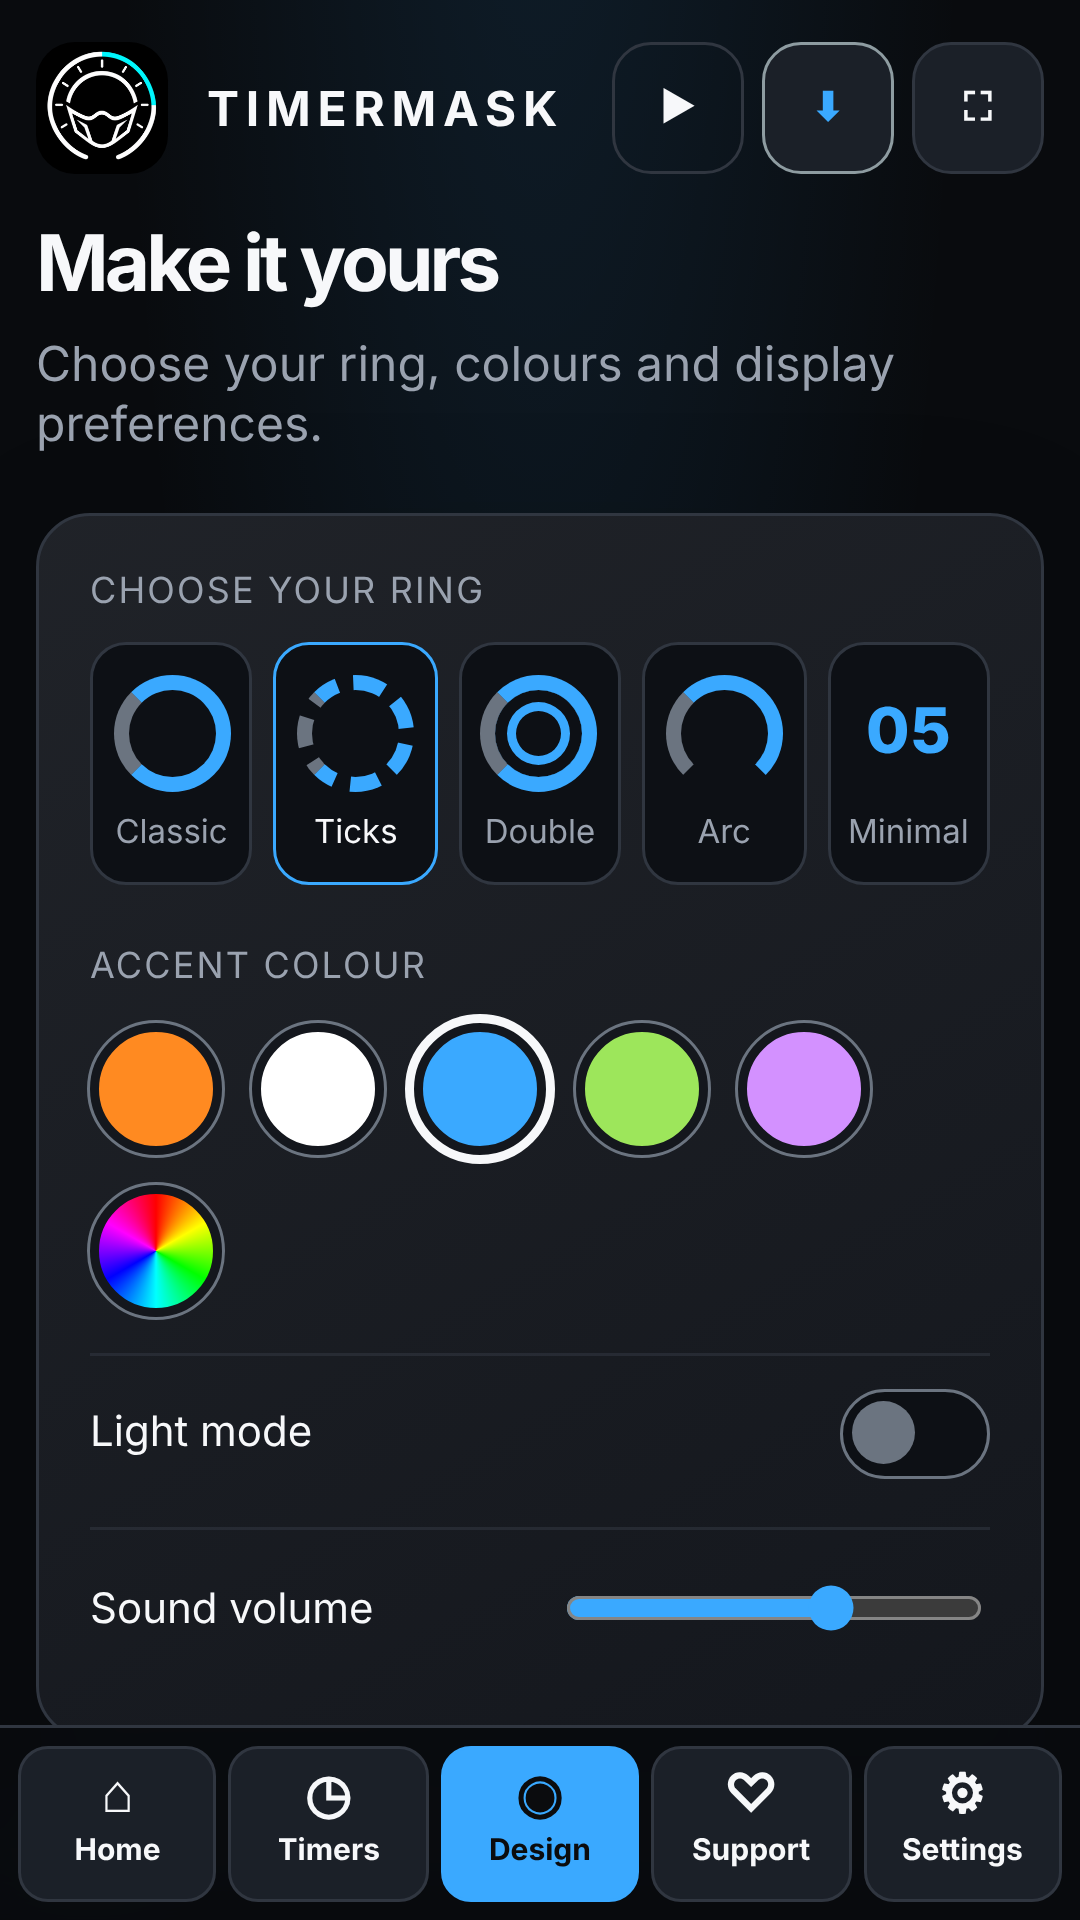 TIMERMASK
Make it yours
Choose your ring, colours and display
preferences.
CHOOSE YOUR RING
05
Classic
Ticks
Double
Arc
Minimal
ACCENT COLOUR
Light mode
Sound volume
Home
Timers
Design
Support
Settings